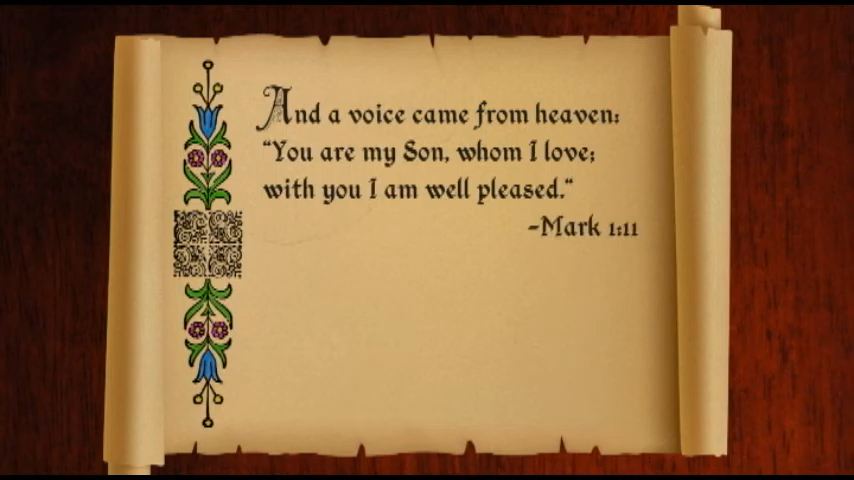 And a voice came from heaven:
“You are my Son, whom I love;
with you I am well pleased.“
-Mark 1:11